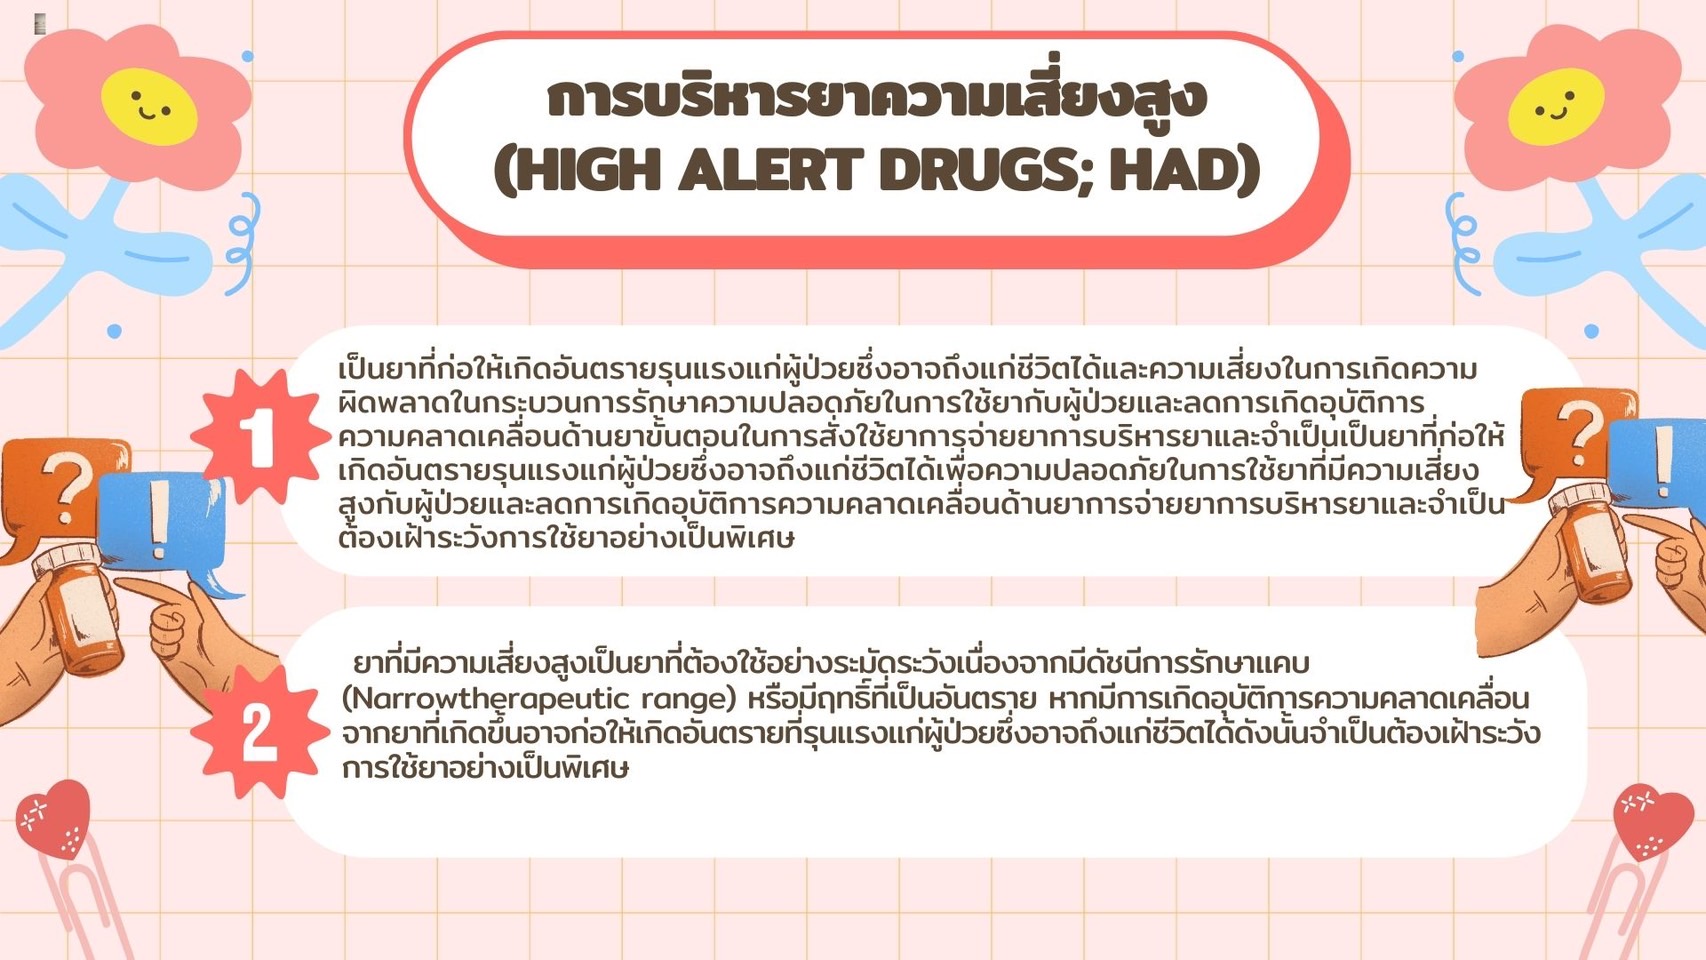 การบริหารยาความเสี่ยงสูง
(HIGH ALERT DRUGS; HAD)
1
เป็นยาที่ก่อให้เกิดอันตรายรุนแรงแก่ผู้ป่วยซึ่งอาจถึงแก่ชีวิตได้และความเสี่ยงในการเกิดความ
ผิดพลาดในกระบวนการรักษาความปลอดภัยในการใช้ยากับผู้ป่วยและลดการเกิดอุบัติการ
ความคลาดเคลื่อนด้านยาขั้นตอนในการสั่งใช้ยาการจ่ายยาการบริหารยาและจำเป็นเป็นยาที่ก่อให้
เกิดอันตรายรุนแรงแก่ผู้ป่วยซึ่งอาจถึงแก่ชีวิตได้เพื่อความปลอดภัยในการใช้ยาที่มีความเสี่ยง
สูงกับผู้ป่วยและลดการเกิดอุบัติการความคลาดเคลื่อนด้านยาการจ่ายยาการบริหารยาและจำเป็น
ต้องเฝ้าระวังการใช้ยาอย่างเป็นพิเศษ
? !
? !
2
ยาที่มีความเสี่ยงสูงเป็นยาที่ต้องใช้อย่างระมัดระวังเนื่องจากมีดัชนีการรักษาแคบ
(Narrowtherapeutic range) หรือมีฤทธิ์ที่เป็นอันตราย หากมีการเกิดอุบัติการความคลาดเคลื่อน
จากยาที่เกิดขึ้นอาจก่อให้เกิดอันตรายที่รุนแรงแก่ผู้ป่วยซึ่งอาจถึงแก่ชีวิตได้ดังนั้นจำเป็นต้องเฝ้าระวัง
การใช้ยาอย่างเป็นพิเศษ